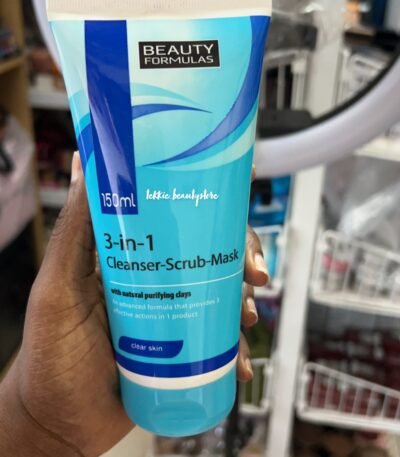 BEAUTY
FORMULAS
150ml
lekkie.beautystore
3-in-1
Cleanser-Scrub-Mask
with natural purifying clays
An advanced formula that provides 3
effective actions in 1 product
clear skin